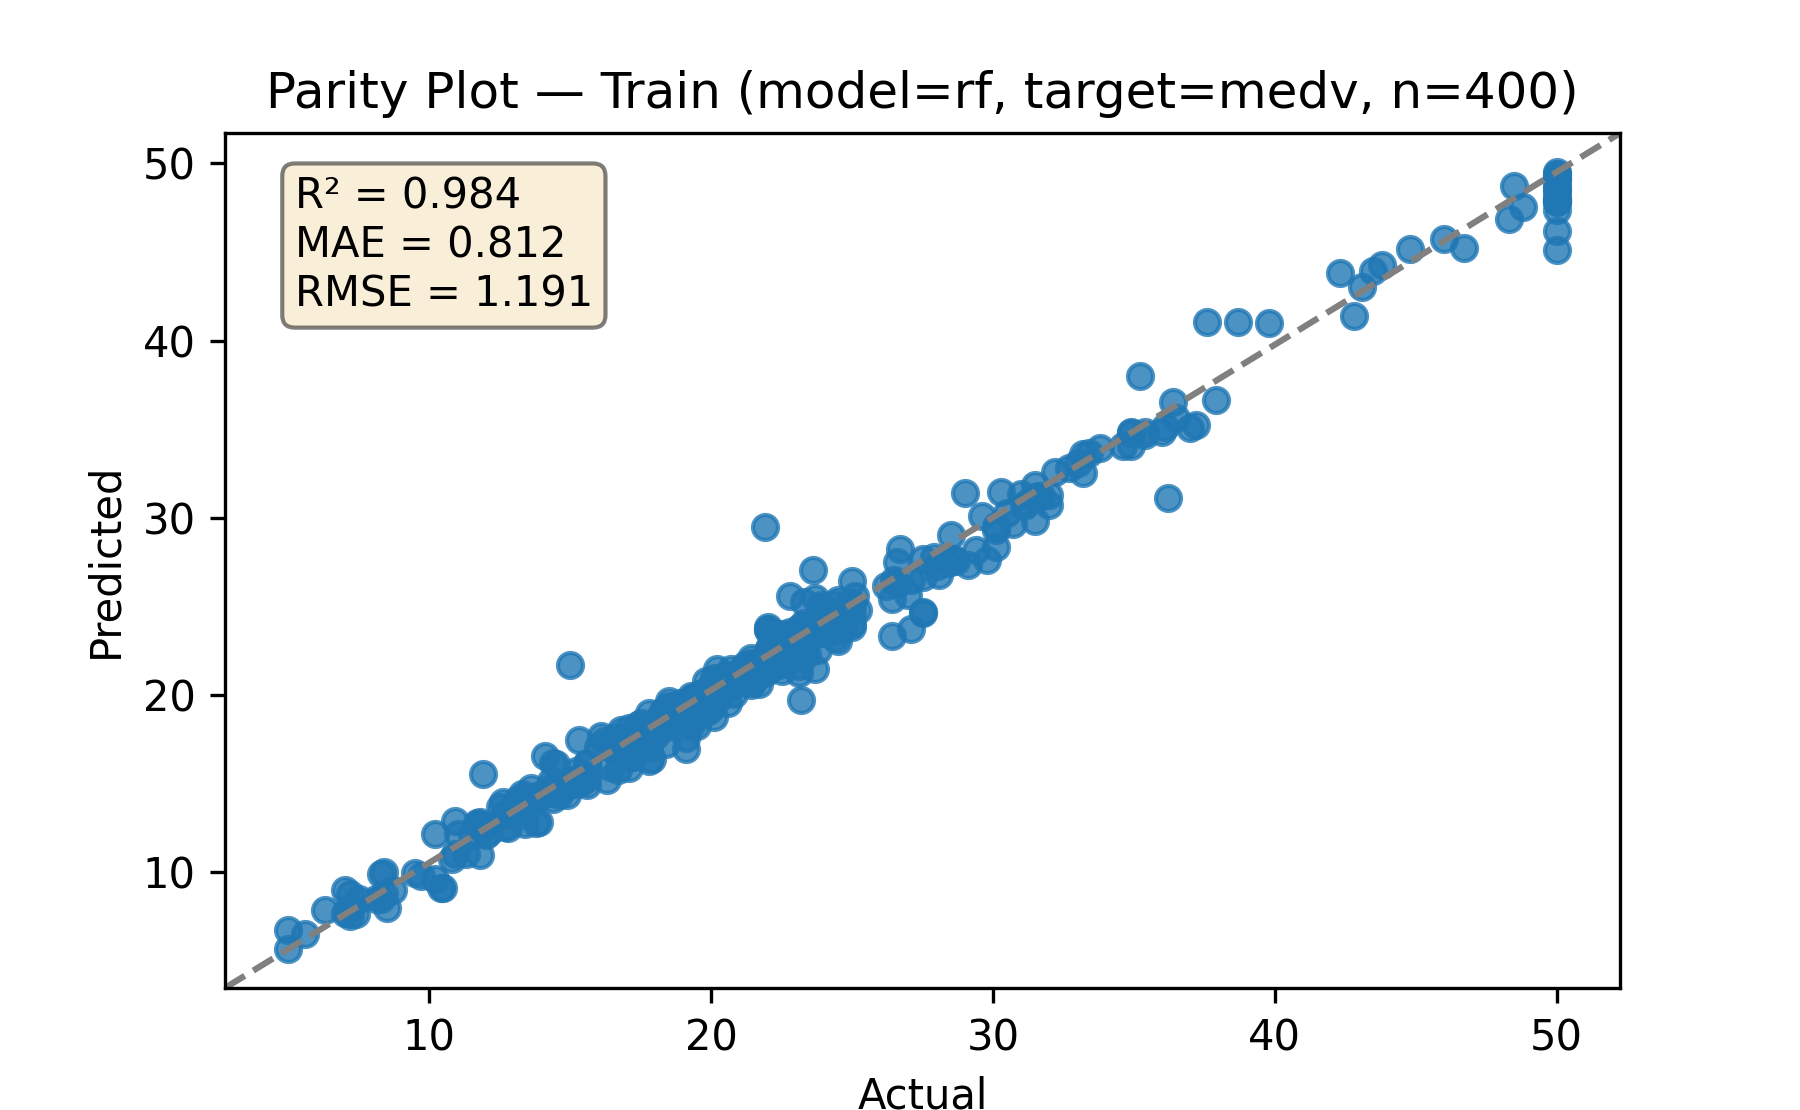 Parity Plot — Train (model=rf, target=medv, n=400)
R² = 0.984
MAE = 0.812
RMSE = 1.191
50
40
30
20
10
Predicted
10 20 30 40 50
Actual